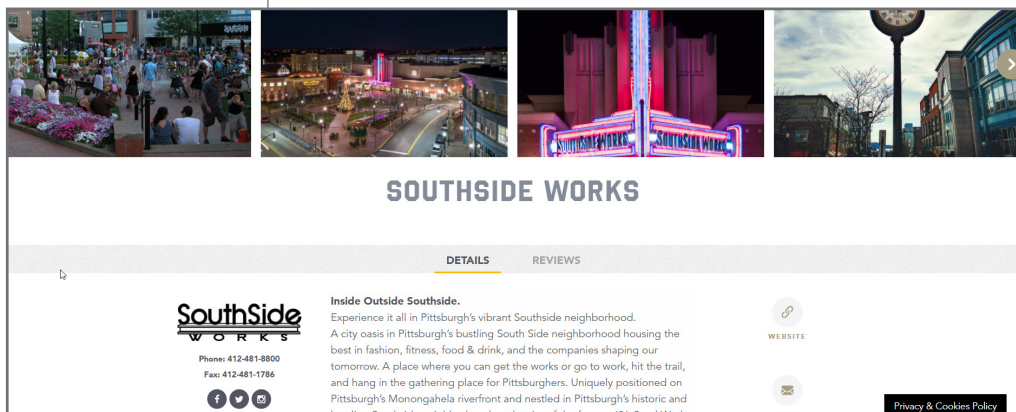 SouthSide
SOUTHSIDE WORKS SOUTHSIDE WORKS
SOUTHSIDE WORKS
DETAILS REVIEWS
SouthSide
WORKS
Phone: 412-481-8800
Fax: 412-481-1786
Inside Outside Southside.
Experience it all in Pittsburgh's vibrant Southside neighborhood.
A city oasis in Pittsburgh's bustling South Side neighborhood housing the
best in fashion, fitness, food & drink, and the companies shaping our
tomorrow. A place where you can get the works or go to work, hit the trail,
and hang in the gathering place for Pittsburghers. Uniquely positioned on
Pittsburgh's Monongahela riverfront and nestled in Pittsburgh's historic and
WEBSITE
Privacy & Cookies Policy